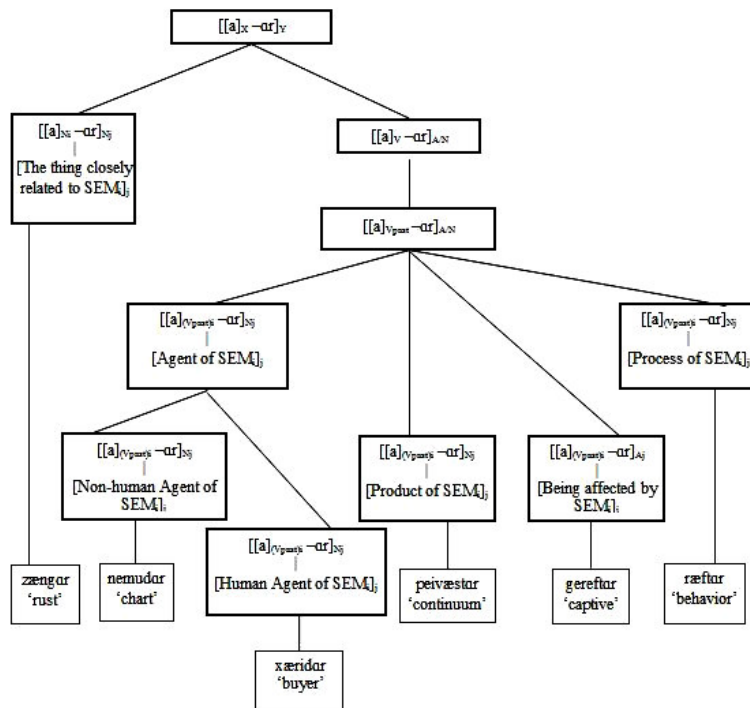 [[a]X –ɑr]Y
[[a]Ni –ɑr]Nj
|
[The thing closely
related to SEMi]j
[[a]V –ɑr]A/N
[[a]Vpast –ɑr]A/N
[[a](Vpast)i –ɑr]Nj
|
[Agent of SEMi]j
[[a](Vpast)i –ɑr]Nj
|
[Process of SEMi]j
[[a](Vpast)i –ɑr]Nj
|
[Non-human Agent of
SEMi]j
[[a](Vpast)i –ɑr]Nj
|
[Product of SEMi]j
[[a](Vpast)i –ɑr]Aj
|
[Being affected by
SEMi]j
[[a](Vpast)i –ɑr]Nj
|
[Human Agent of SEMi]j
zængɑr
‘rust’
nemudɑr
‘chart’
peivæstɑr
‘continuum’
gereftɑr
‘captive’
ræftɑr
‘behavior’
xæridɑr
‘buyer’